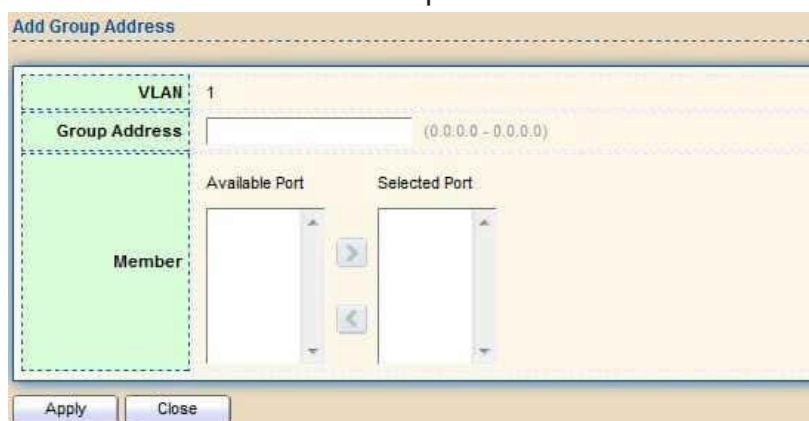 Add Group Address
VLAN 1
Group Address (0.0.0.0 - 0.0.0.0)
Available Port Selected Port
Member
Apply Close